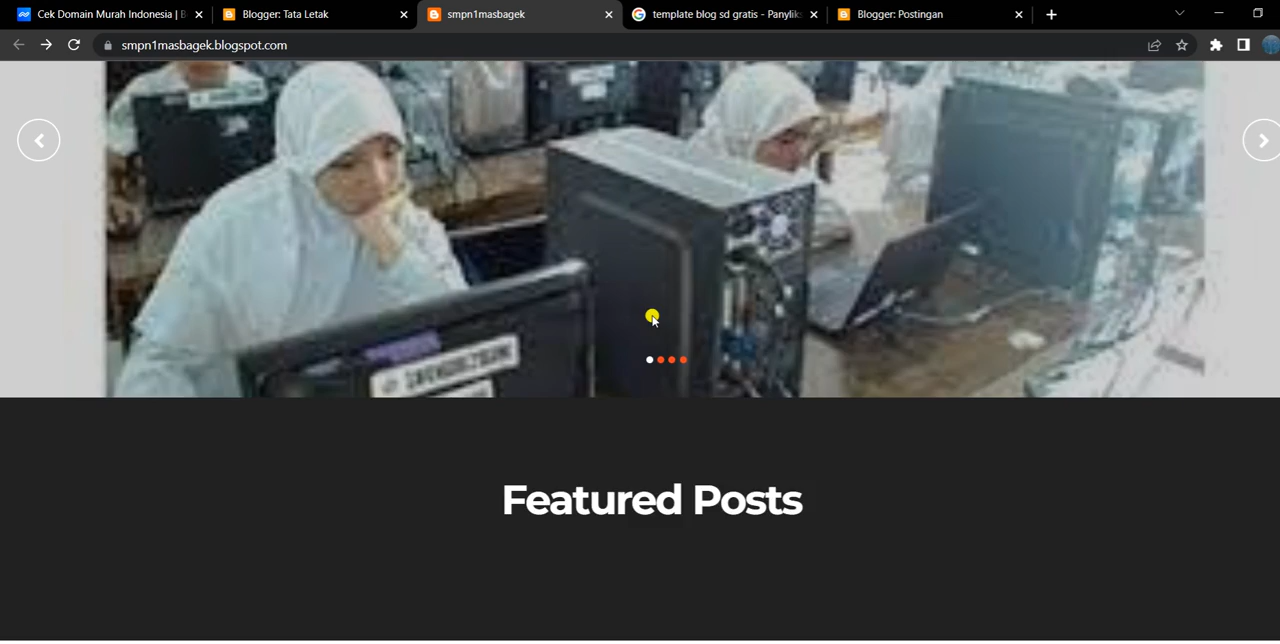 Cek Domain Murah Indonesia | B
Blogger: Tata Letak
smpn1masbagek
template blog sd gratis - Panyliks
Blogger: Postingan
smpn1masbagek.blogspot.com
Featured Posts